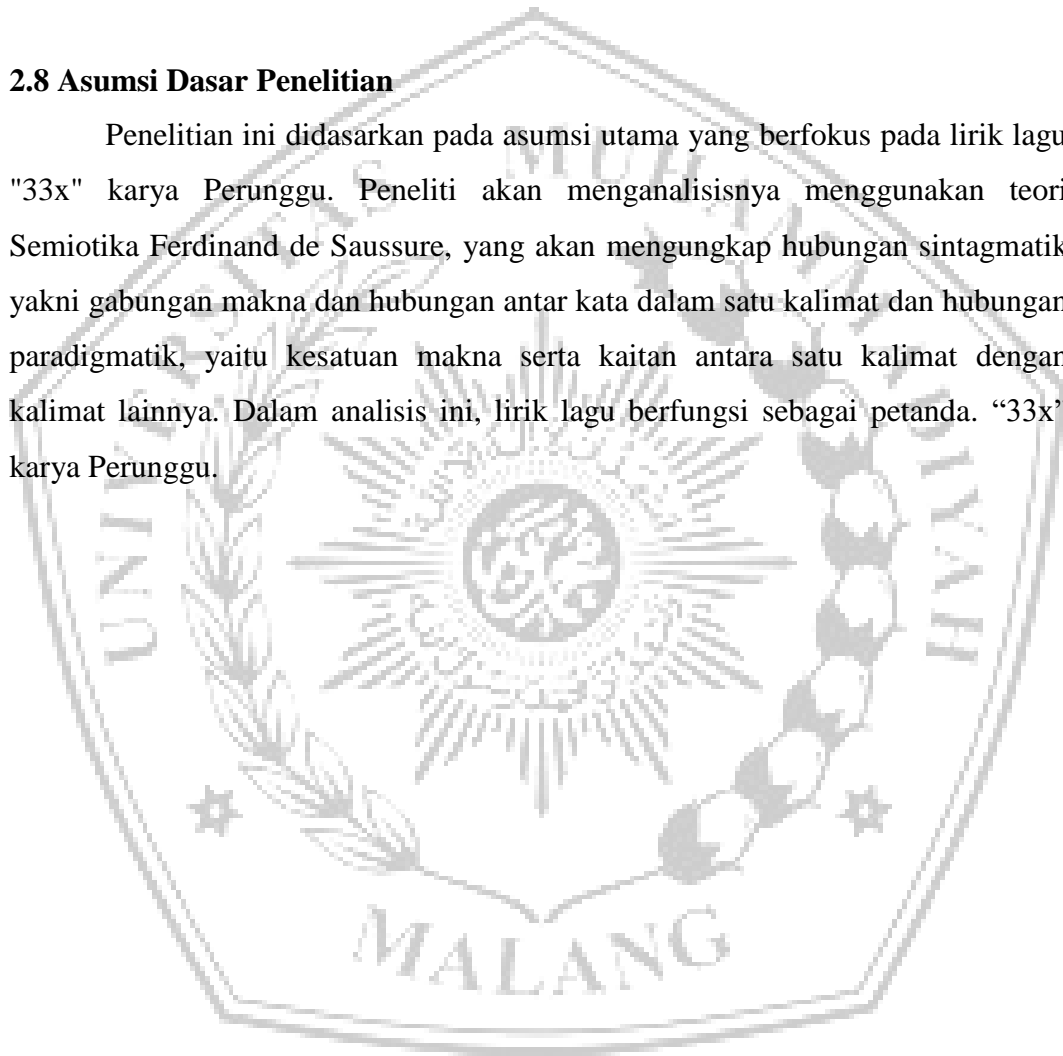 2.8 Asumsi Dasar Penelitian
Penelitian ini didasarkan pada asumsi utama yang berfokus pada lirik lagu
"33x" karya Perunggu. Peneliti akan menganalisisnya menggunakan teori
Semiotika Ferdinand de Saussure, yang akan mengungkap hubungan sintagmatik
yakni gabungan makna dan hubungan antar kata dalam satu kalimat dan hubungan
paradigmatik, yaitu kesatuan makna serta kaitan antara satu kalimat dengan
kalimat lainnya. Dalam analisis ini, lirik lagu berfungsi sebagai petanda. “33x”
karya Perunggu.
UNIVERSITAS MUHAMMADIYAH
MALANG